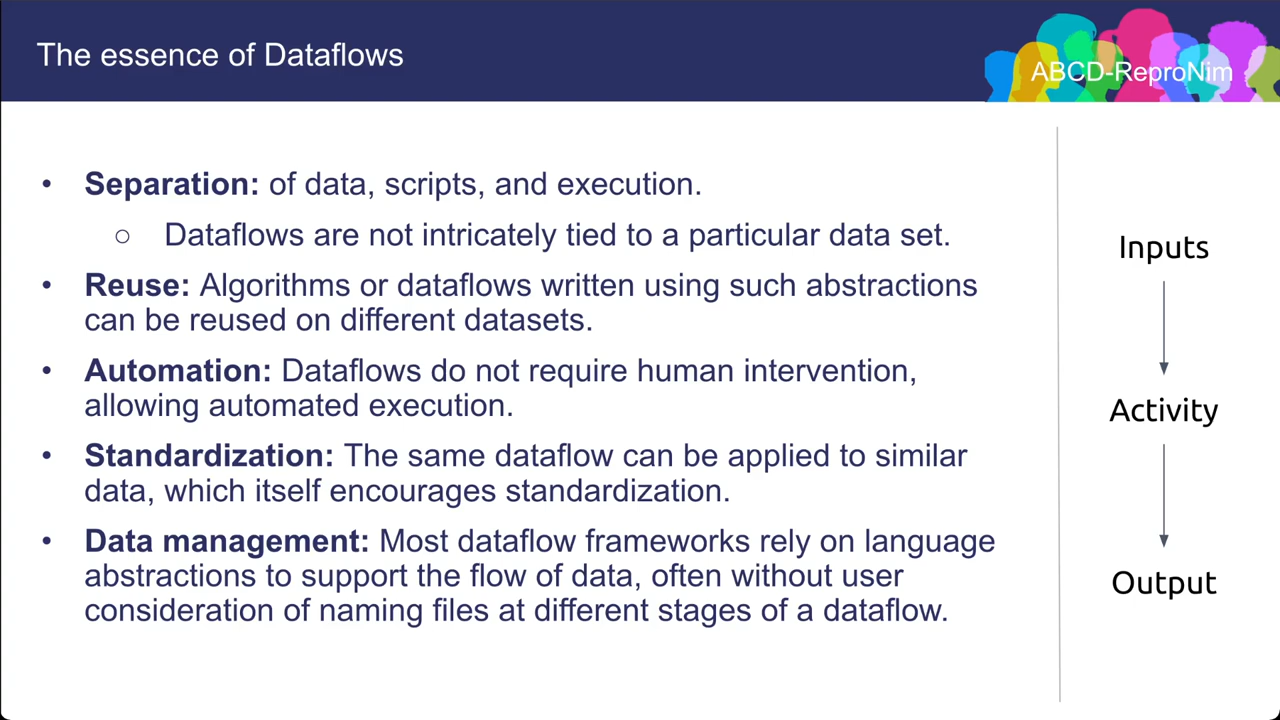 The essence of Dataflows
ABCD-ReproNim
• Separation: of data, scripts, and execution.
○ Dataflows are not intricately tied to a particular data set.
• Reuse: Algorithms or dataflows written using such abstractions
can be reused on different datasets.
• Automation: Dataflows do not require human intervention,
allowing automated execution.
• Standardization: The same dataflow can be applied to similar
data, which itself encourages standardization.
• Data management: Most dataflow frameworks rely on language
abstractions to support the flow of data, often without user
consideration of naming files at different stages of a dataflow.
Inputs
Activity
Output